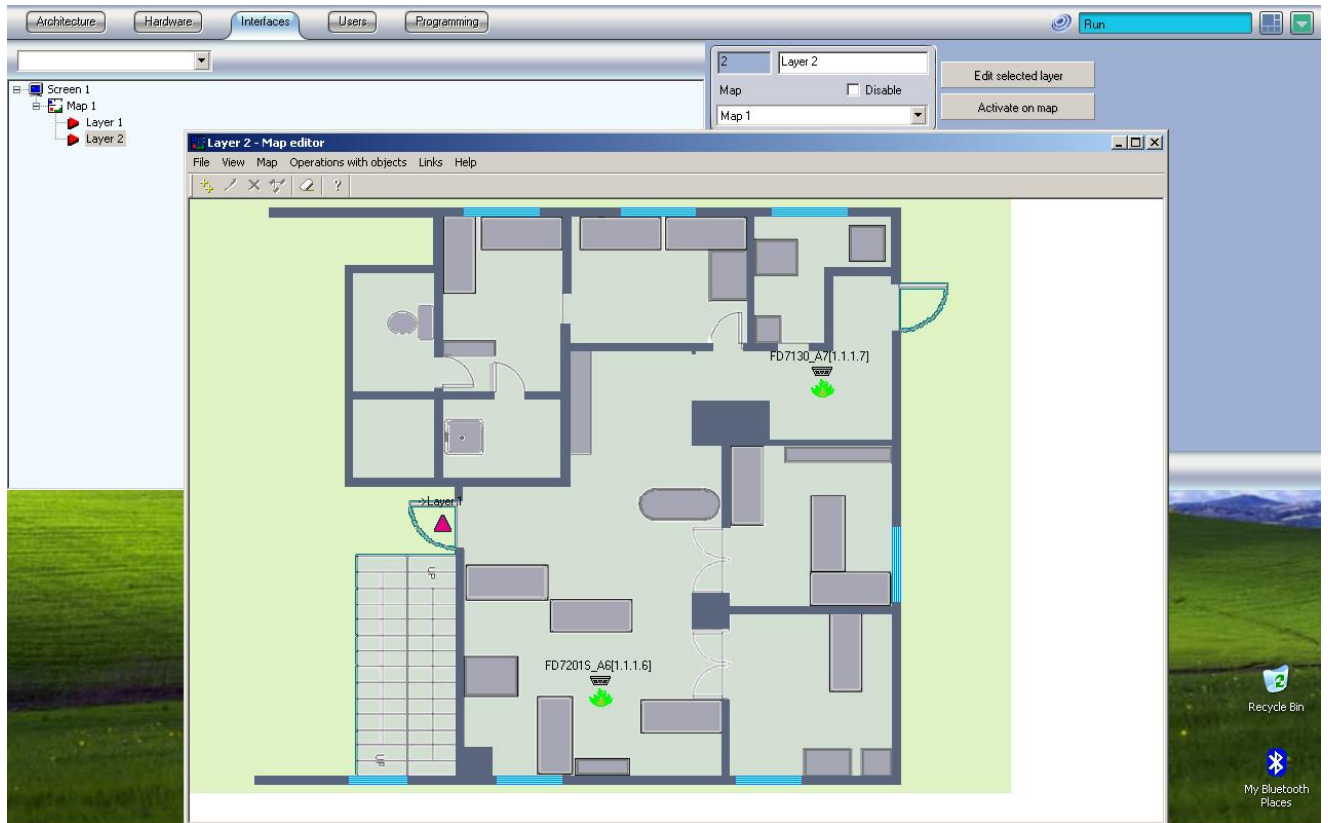 Architecture Hardware Interfaces Users Programming Run
2 Layer 2
Map Disable
Map 1
Edit selected layer
Activate on map
Screen 1
Map 1
Layer 1
Layer 2
Layer 2 - Map editor
File View Map Operations with objects Links Help
?
FD7130_A7[1.1.1.7]
->Layer 1
UP
FD7201S_A6[1.1.1.6]
UP
Recycle Bin
My Bluetooth
Places